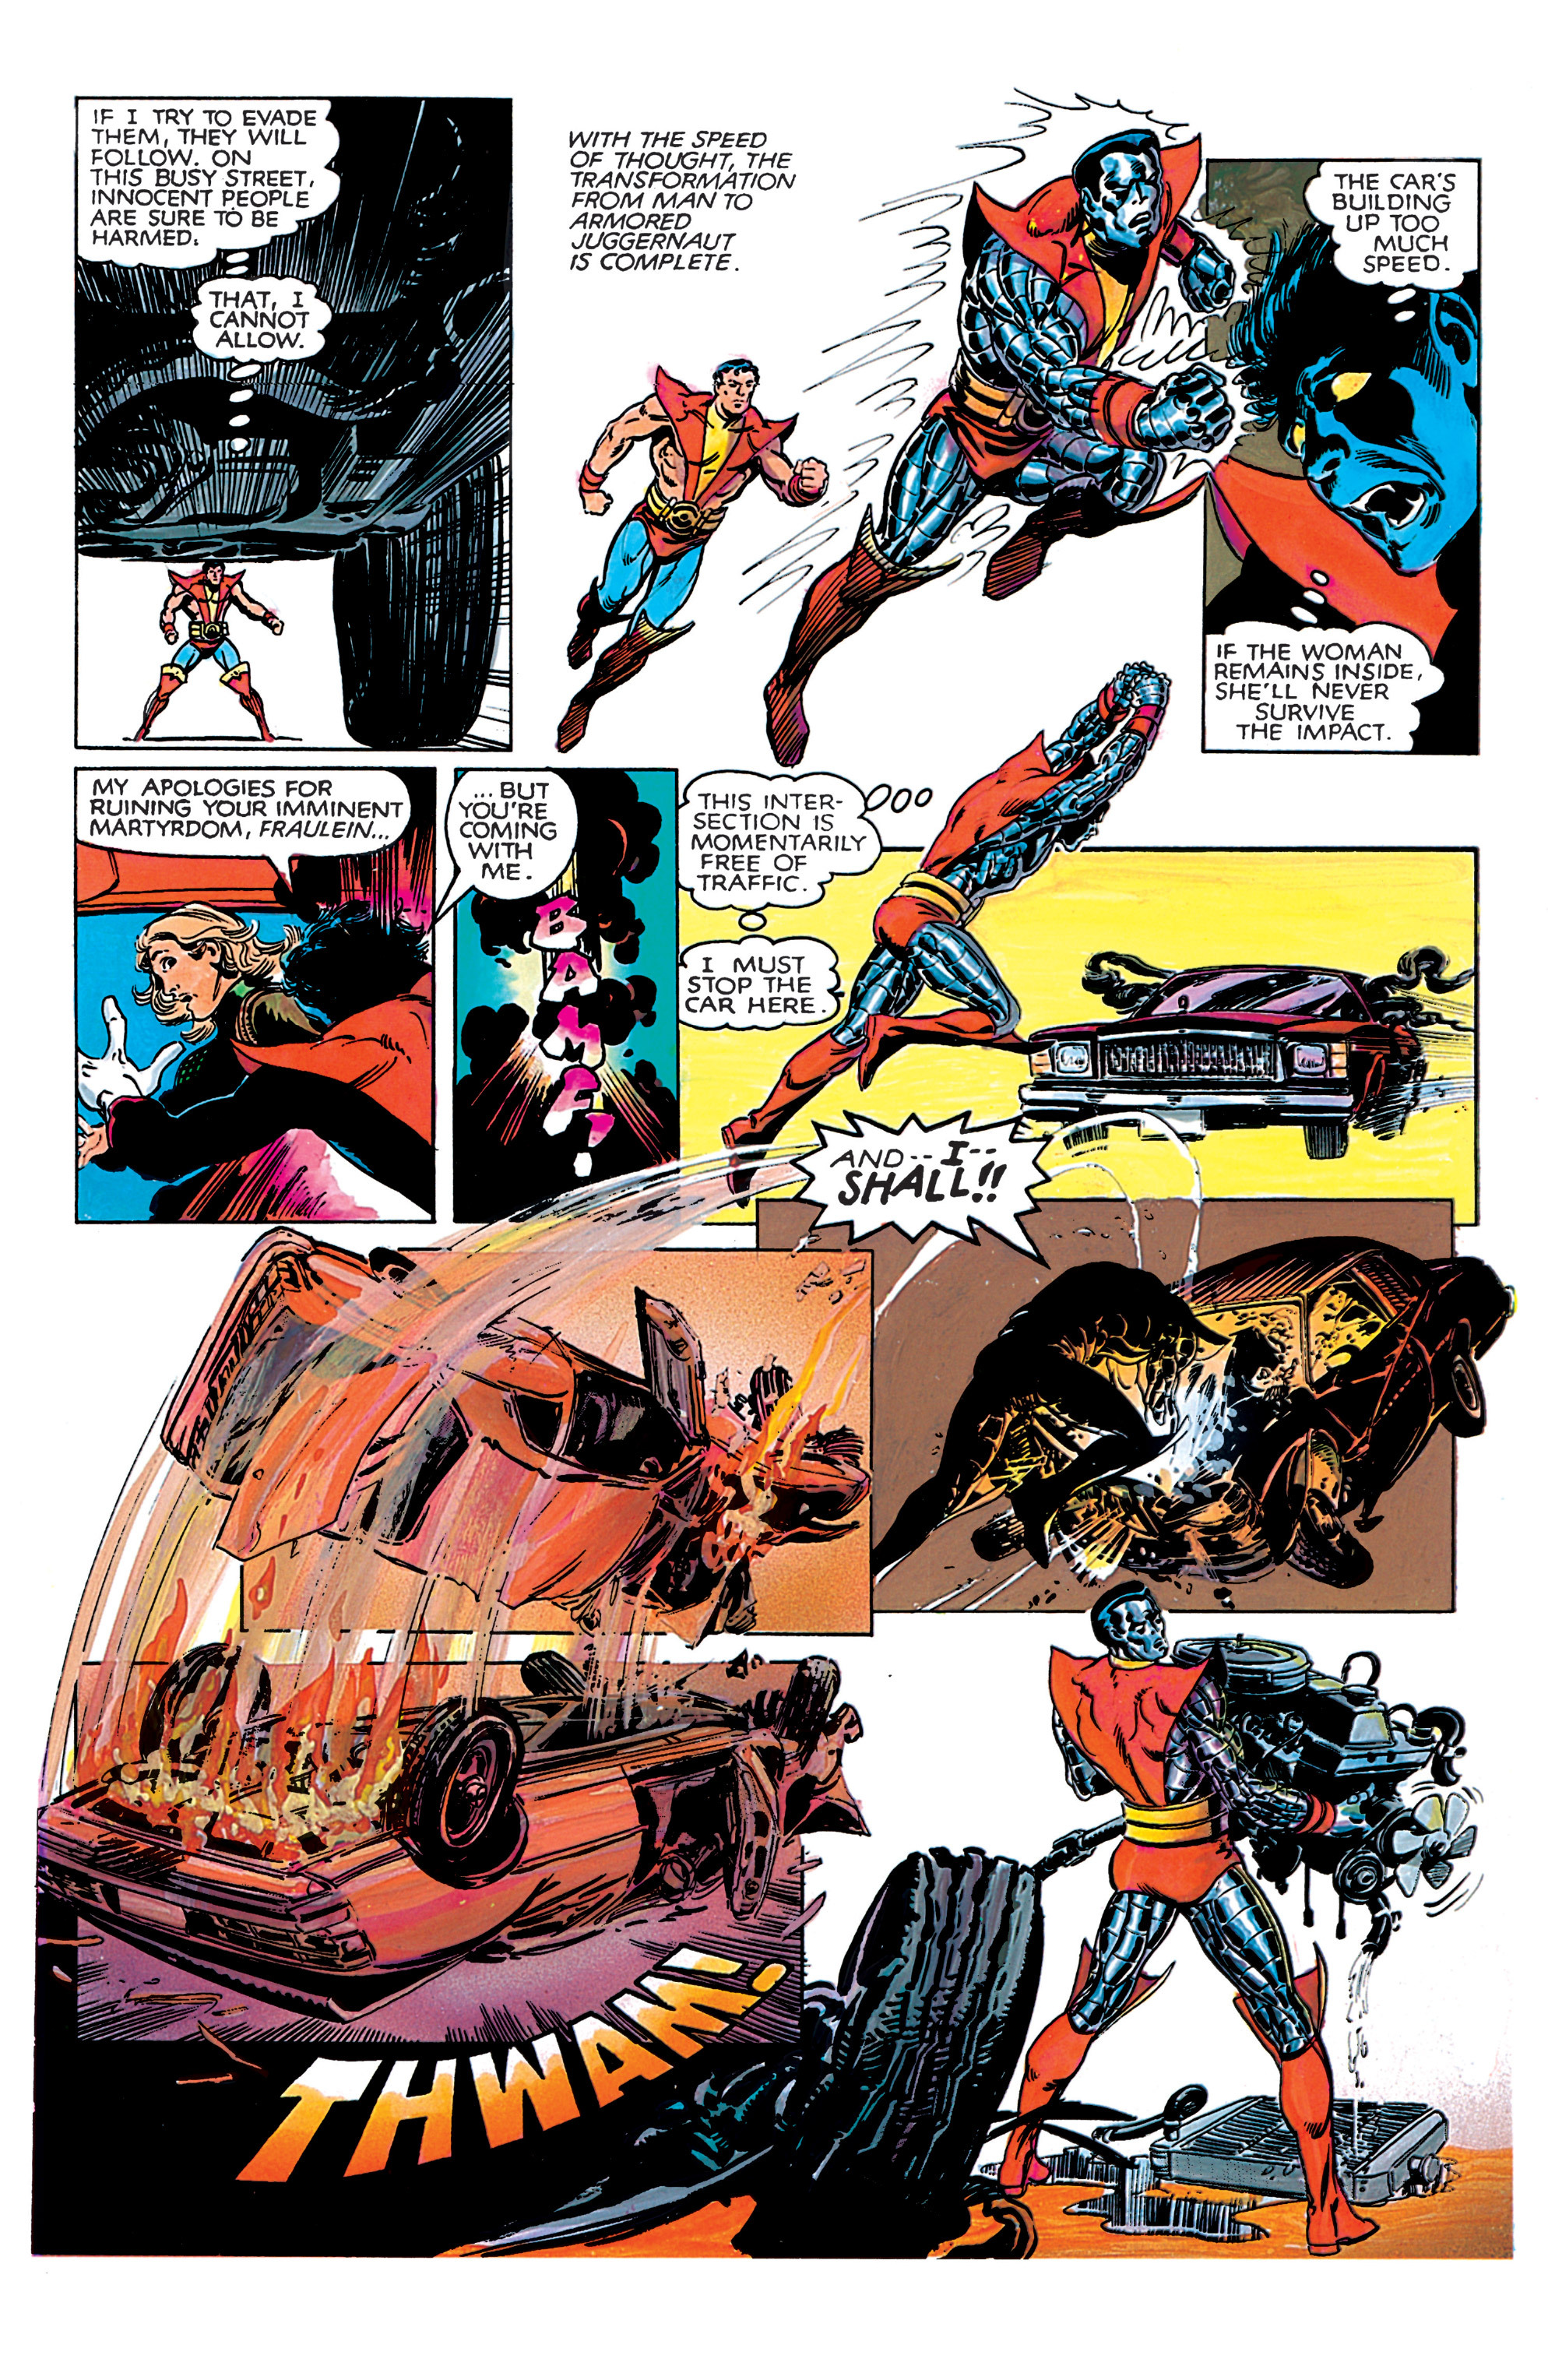 IF I TRY TO EVADE
THEM, THEY WILL
FOLLOW. ON
THIS BUSY STREET,
INNOCENT PEOPLE
ARE SURE TO BE
HARMED.
THAT, I
CANNOT
ALLOW.
WITH THE SPEED
OF THOUGHT, THE
TRANSFORMATION
FROM MAN TO
ARMORED
JUGGERNAUT
IS COMPLETE.
THE CAR'S
BUILDING
UP TOO
MUCH
SPEED.
IF THE WOMAN
REMAINS INSIDE,
SHE'LL NEVER
SURVIVE
THE IMPACT.
MY APOLOGIES FOR
RUINING YOUR IMMINENT
MARTYRDOM, FRAULEIN...
...BUT
YOU'RE
COMING
WITH
ME.
BAMF!
THIS INTER-
SECTION IS
MOMENTARILY
FREE OF
TRAFFIC.
I MUST
STOP THE
CAR HERE.
AND--I--
SHALL!!
THWAM!